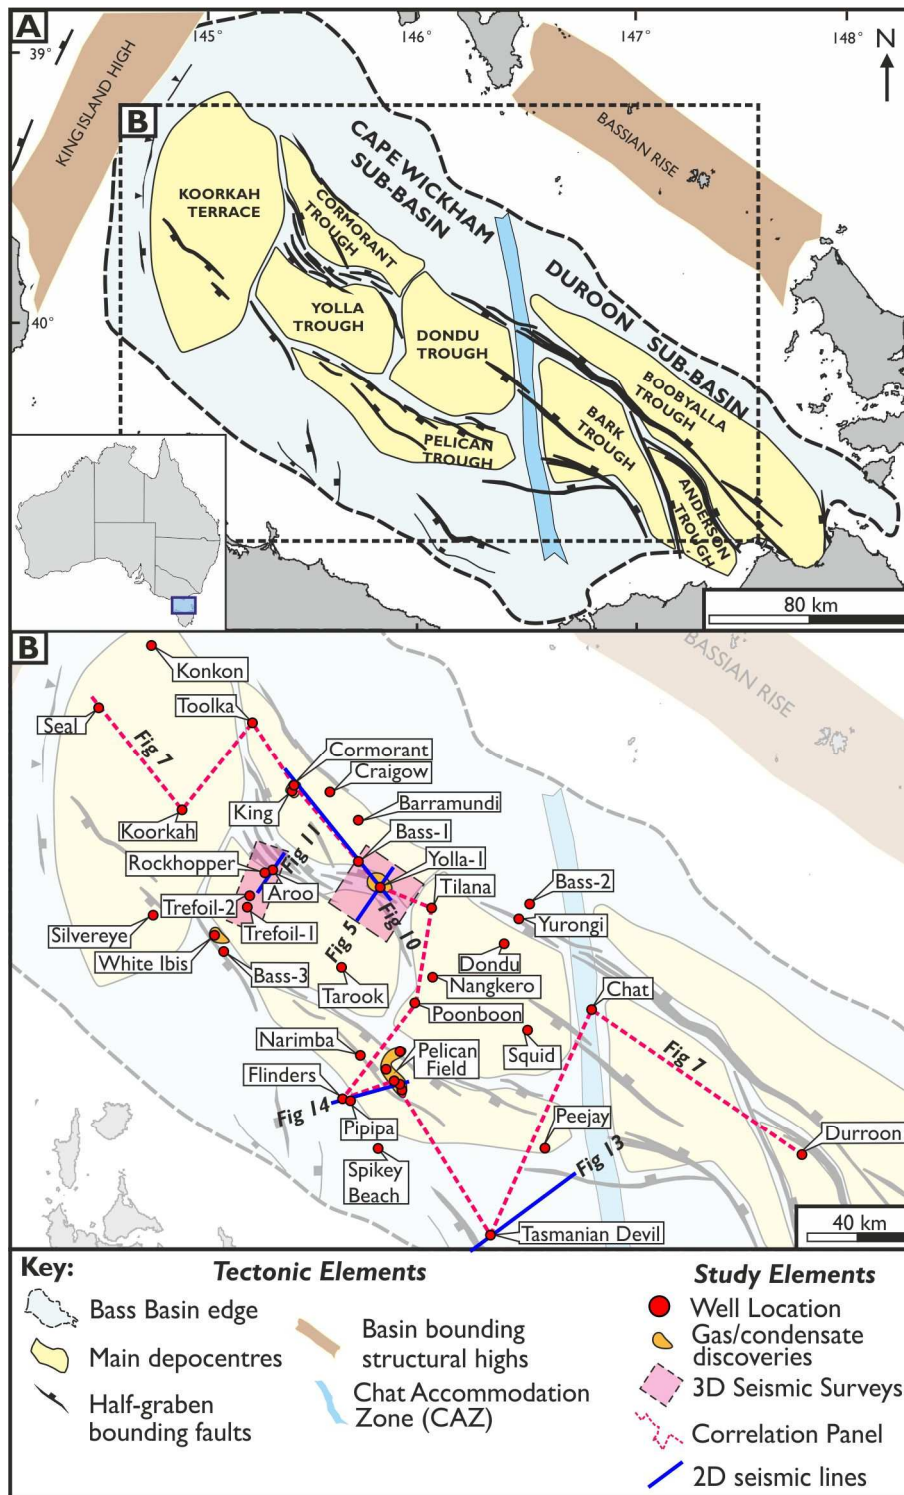 A
145°
146°
147°
148°
39°
40°
N
KING ISLAND HIGH
B
BASSIAN RISE
CAPE WICKHAM
SUB-BASIN
KOORKAH
TERRACE
CORMORANT
TROUGH
YOLLA
TROUGH
DONDU
TROUGH
DUROON SUB-BASIN
BOOBYALLA
TROUGH
BARK
TROUGH
PELICAN
TROUGH
ANDERSON
TROUGH
80 km
B
BASSIAN RISE
Konkon
Toolka
Seal
Fig 7
Cormorant
Craigow
King
Barramundi
Koorkah
Bass-1
Rockhopper
Fig 11
Yolla-1
Aroo
Tilana
Bass-2
Trefoil-2
Fig 10
Yurongi
Silvereye
Trefoil-1
Fig 5
White Ibis
Dondu
Bass-3
Nangkero
Chat
Tarook
Poonboon
Narimba
Pelican
Field
Squid
Fig 7
Flinders
Fig 14
Pipipa
Peejay
Fig 13
Durroon
Spikey
Beach
Tasmanian Devil
40 km
Key:
Tectonic Elements
Bass Basin edge
Main depocentres
Half-graben
bounding faults
Basin bounding
structural highs
Chat Accommodation
Zone (CAZ)
Study Elements
Well Location
Gas/condensate
discoveries
3D Seismic Surveys
Correlation Panel
2D seismic lines